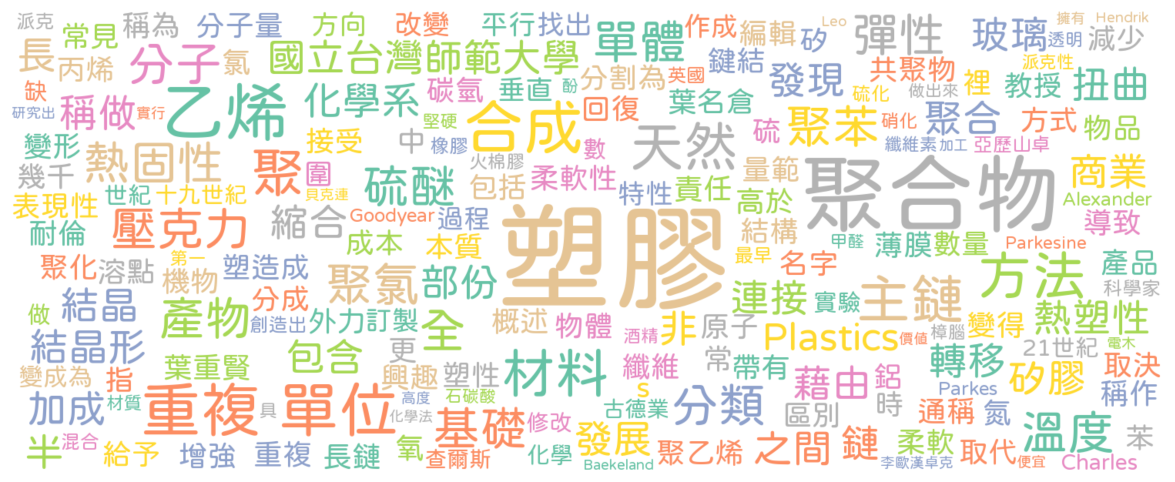 派克 稱為 分子量 方向 改變 平行 找出 單體 作成 編輯 Leo 矽 彈性 玻璃 擁有 Hendrik
長 常見 丙烯 分子 氯 國立台灣師範大學 鍵結 發現 共聚物 透明 減少 派克性
缺 稱做 乙烯 化學系 碳氫 垂直 酚 分割為 英國 葉名倉 硫化 做出來 裡 教授 扭曲
研究出 實行 堅硬 合成 回復 天然 硫 聚苯 硝化 聚合 方式 物品
變形 熱固性 接受 中 橡膠 火棉膠 數 纖維素 加工 亞歷山卓
幾千 聚 圍 硫醚 包括 柔軟性 量範 聚合物 商業
世紀 十九世紀 貝克連 特性 責任 高於 Alexander
表現性 壓克力 縮合 Goodyear 過程 塑膠 結構 甲醛 薄膜 數量 導致
耐倫 成本 本質 最早 名字 Parkesine 產品
聚化 溶點 第一 機物 塑造成 聚氯 部份 連接 實驗 主鏈 方法 科學家
做 結晶 產物 分成 創造出 外力 訂製 全 概述 物體 酒精 非 原子 Plastics 價值 樟腦 變得 熱塑性 電木
結晶形 葉重賢 包含 更 材料 纖維 常 帶有 21世紀 轉移 取決
變成為 指 興趣 塑性 s 藉由 鋁 Parkes 矽膠 稱作
加成 材質 重複 單位 具 高度 石碳酸 化學法 基礎 修改 古德業 分類 區別 時 通稱 氮 溫度 苯
半 混合 給予 增強 重複 長鏈 氧 查爾斯 化學 發展 Baekeland 聚乙烯 之間 鏈 李歐漢卓克 柔軟 取代 便宜 Charles